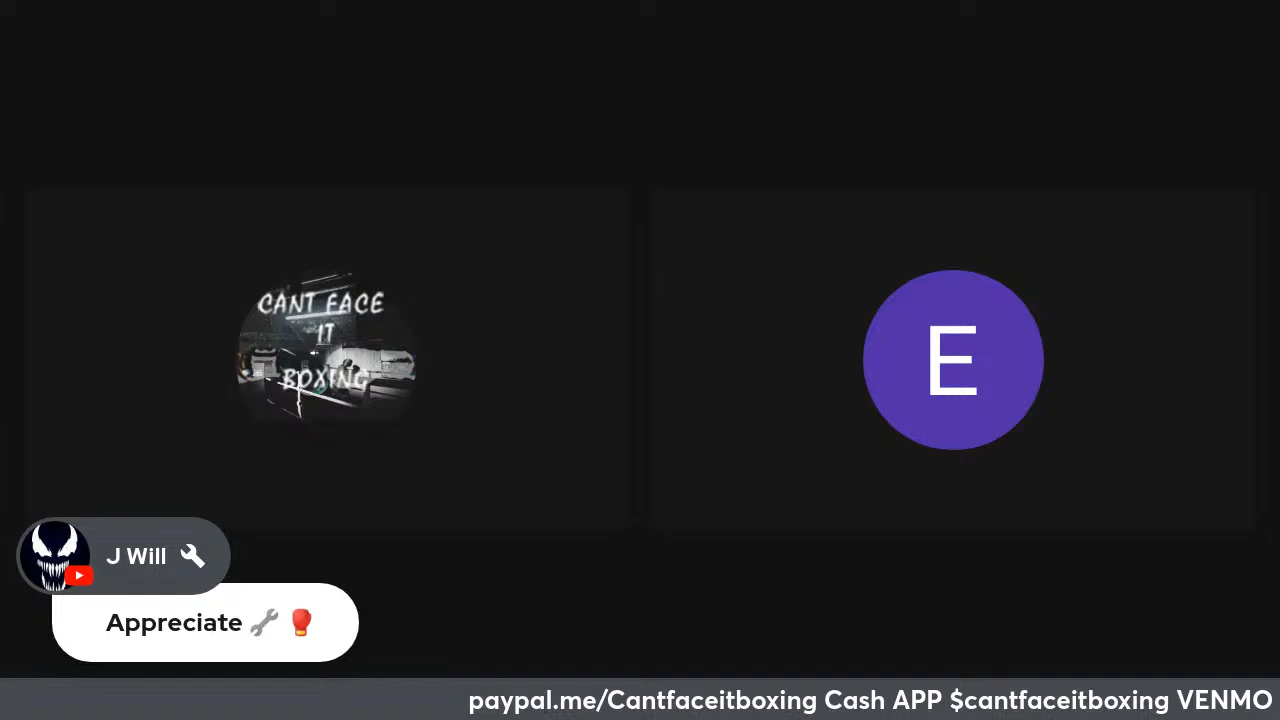 CANT FACE
IT
BOXING
E
J Will
Appreciate 🔧 🥊
paypal.me/Cantfaceitboxing Cash APP $cantfaceitboxing VENMO